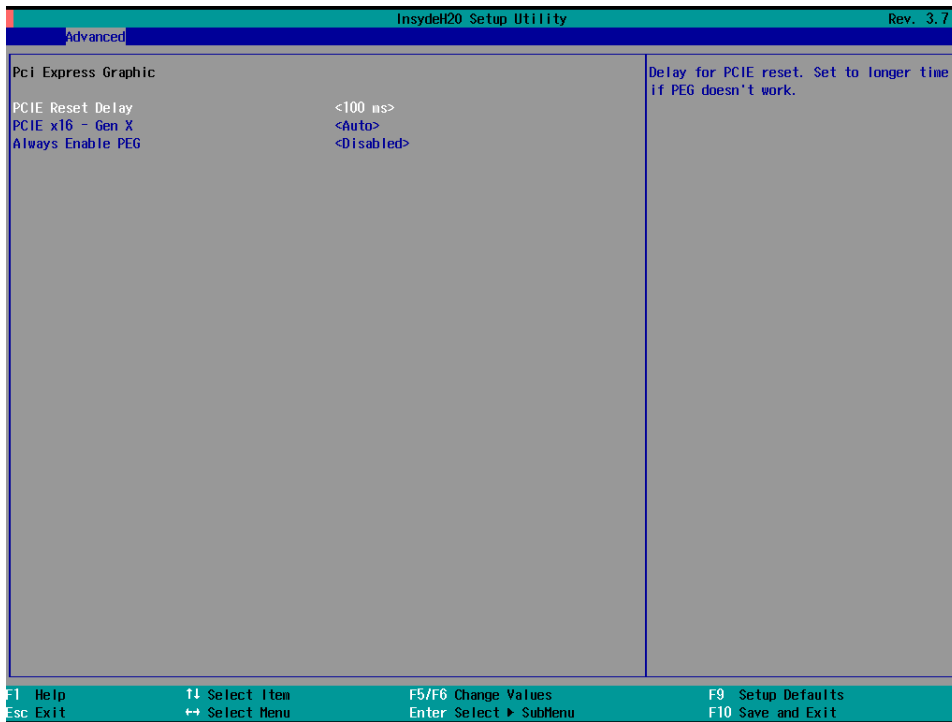 InsydeH20 Setup Utility Rev. 3.7
Advanced
Pci Express Graphic
PCIE Reset Delay <100 ms>
PCIE x16 - Gen X <Auto>
Always Enable PEG <Disabled>
Delay for PCIE reset. Set to longer time
if PEG doesn't work.
F1 Help ↑↓ Select Item F5/F6 Change Values F9 Setup Defaults
Esc Exit ↔ Select Menu Enter Select ► SubMenu F10 Save and Exit